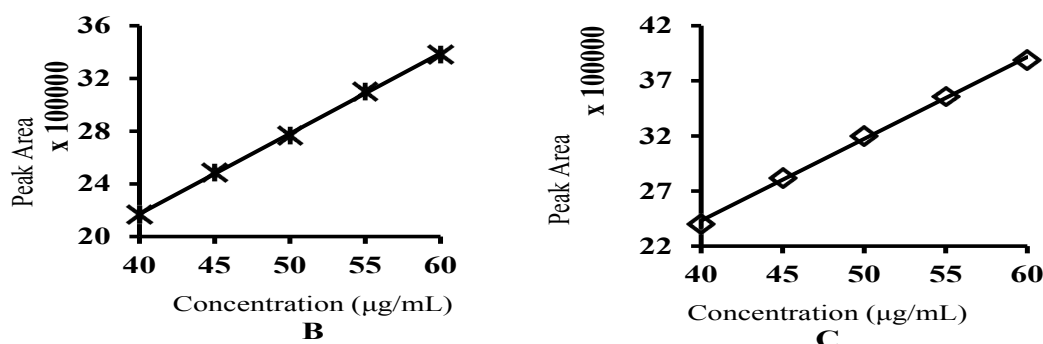 Peak Area
x 100000
36
32
28
24
20
40 45 50 55 60
Concentration (µg/mL)
B
Peak Area
x 100000
42
37
32
27
22
40 45 50 55 60
Concentration (µg/mL)
C